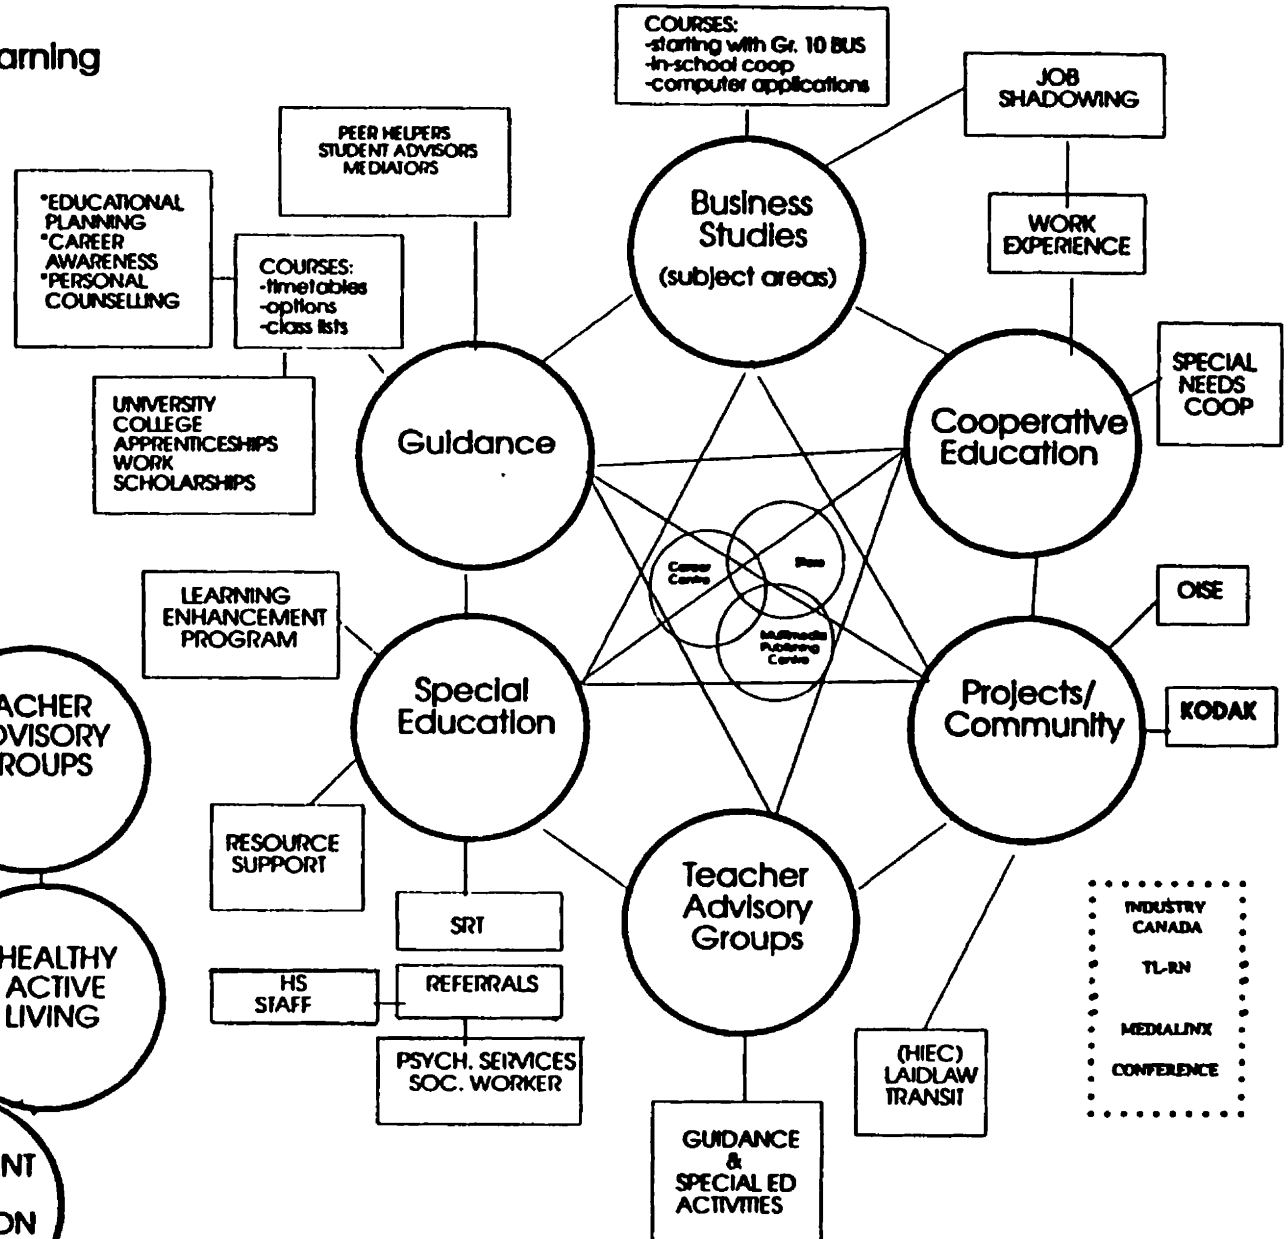 arning
COURSES:
-starting with Gr. 10 BUS
-in-school coop
-computer applications
JOB
SHADOWING
PEER HELPERS
STUDENT ADVISORS
MEDIATORS
*EDUCATIONAL
PLANNING
*CAREER
AWARENESS
*PERSONAL
COUNSELLING
COURSES:
-timetables
-options
-class lists
Business
Studies
(subject areas)
WORK
EXPERIENCE
SPECIAL
NEEDS
COOP
UNIVERSITY
COLLEGE
APPRENTICESHIPS
WORK
SCHOLARSHIPS
Guidance
Cooperative
Education
Career
Centre
Multimedia
Publishing
Centre
LEARNING
ENHANCEMENT
PROGRAM
OISE
KODAK
Special
Education
Projects/
Community
ACHER
DVISORY
ROUPS
RESOURCE
SUPPORT
SRT
HS
STAFF
REFERRALS
PSYCH. SERVICES
SOC. WORKER
Teacher
Advisory
Groups
HEALTHY
ACTIVE
LIVING
INDUSTRY
CANADA
TL-RN
MEDIALINX
CONFERENCE
(HIEC)
LAIDLAW
TRANSIT
GUIDANCE
&
SPECIAL ED
ACTIVITIES
NT
ON